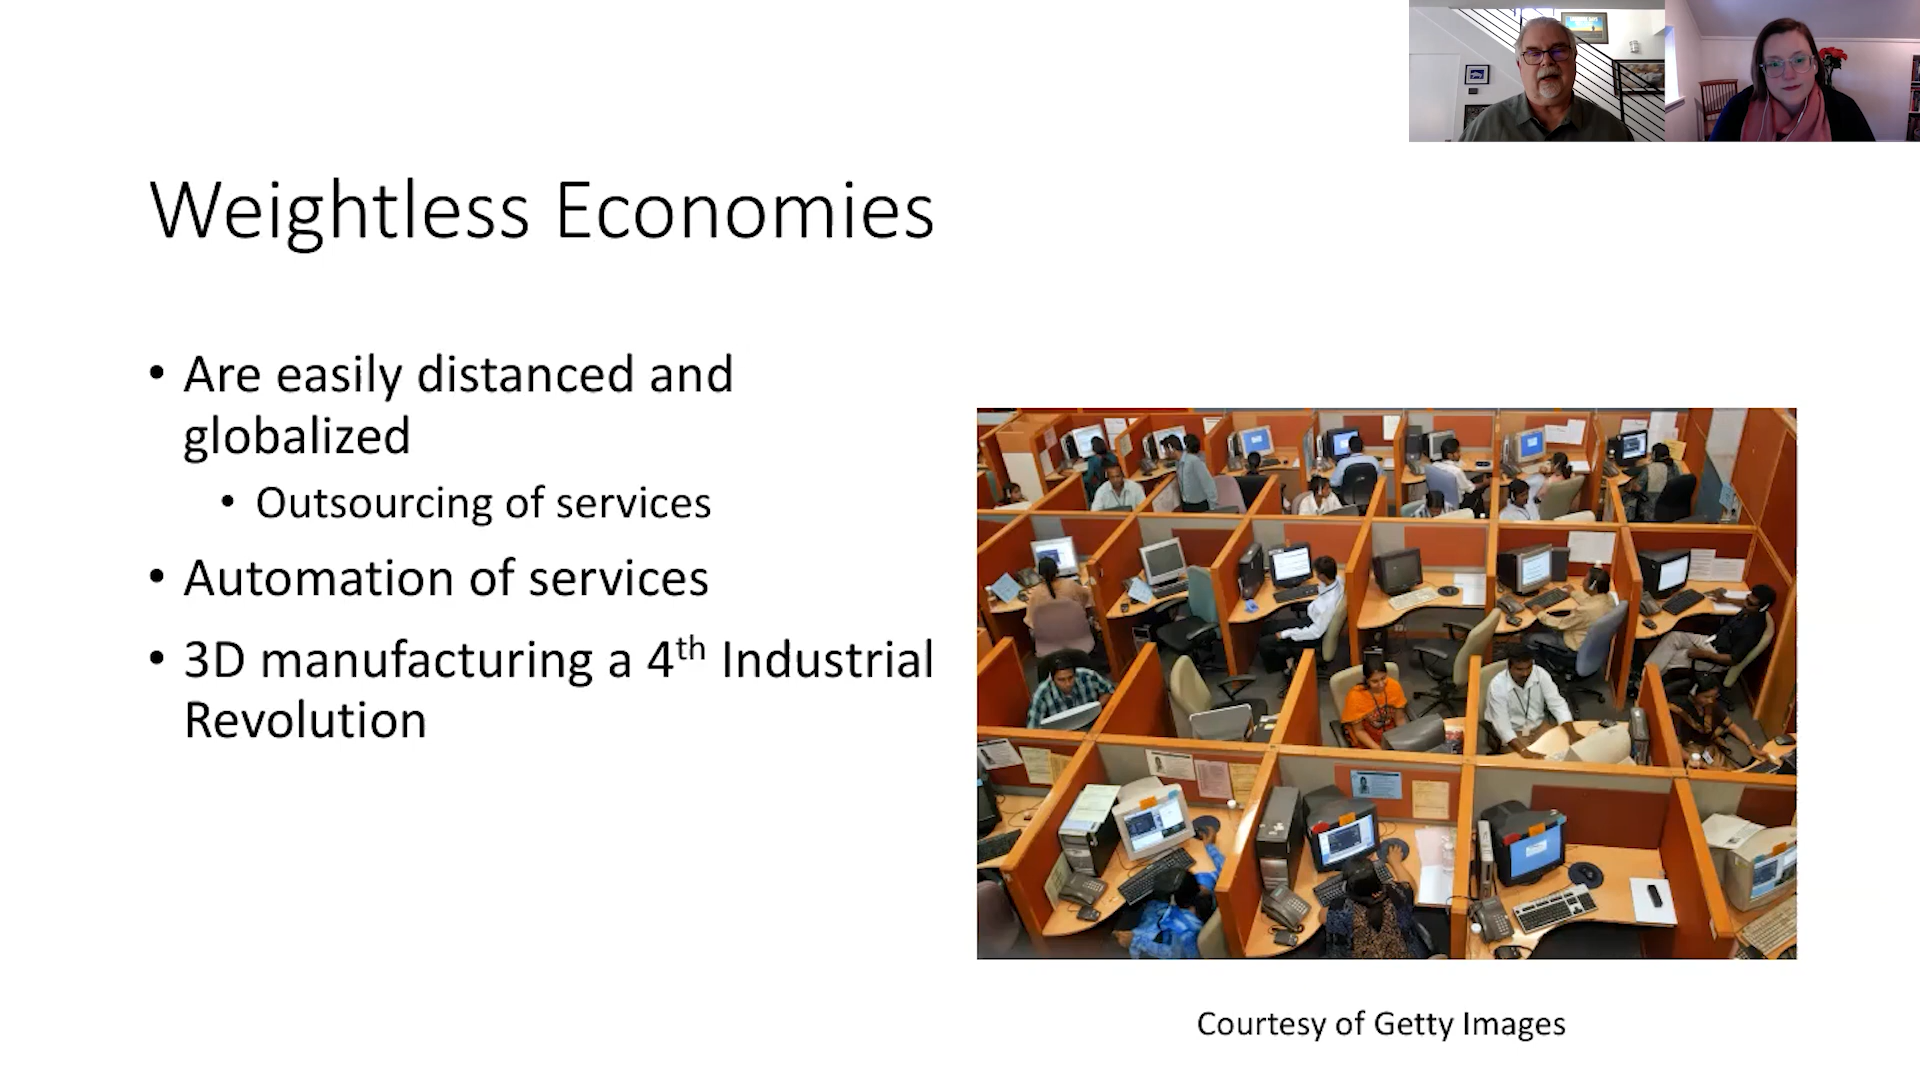 Weightless Economies
• Are easily distanced and
globalized
• Outsourcing of services
• Automation of services
• 3D manufacturing a 4th Industrial
Revolution
Courtesy of Getty Images